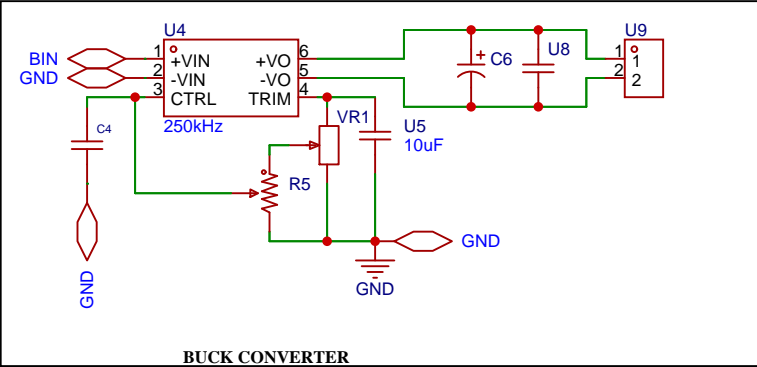 U4
U9
BIN
1
+VIN
+VO
6
C6
U8
1
1
GND
2
-VIN
-VO
5
2
2
3
CTRL
TRIM
4
C4
250kHz
VR1
U5
10uF
R5
GND
GND
GND
BUCK CONVERTER